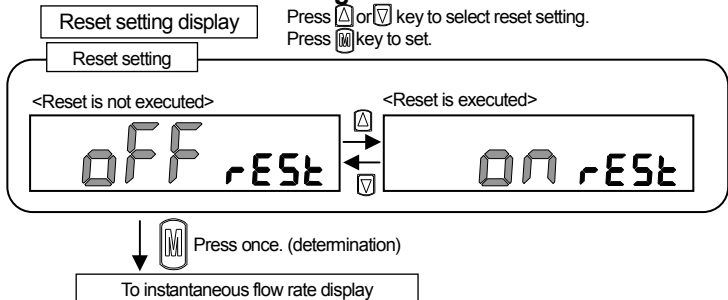 Reset setting display
Press △ or ▽ key to select reset setting.
Press M key to set.
Reset setting
<Reset is not executed>
<Reset is executed>
oFF rESt
on rESt
M Press once. (determination)
To instantaneous flow rate display